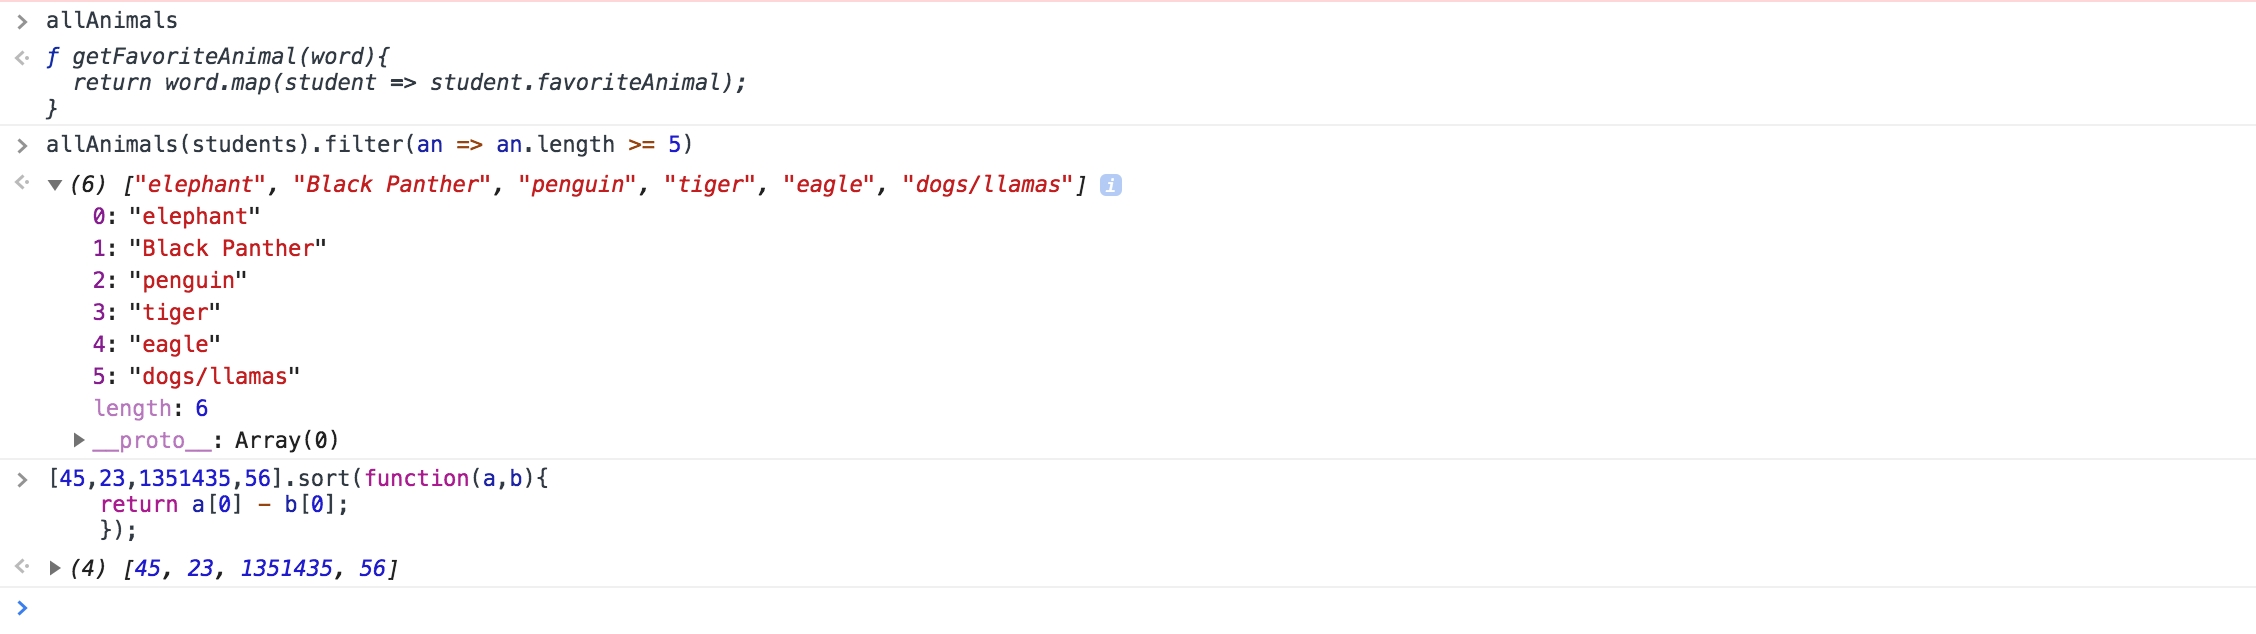 > allAnimals
<· ƒ getFavoriteAnimal(word){
return word.map(student => student.favoriteAnimal);
}
> allAnimals(students).filter(an => an.length >= 5)
<· ▼ (6) ["elephant", "Black Panther", "penguin", "tiger", "eagle", "dogs/llamas"] i
0: "elephant"
1: "Black Panther"
2: "penguin"
3: "tiger"
4: "eagle"
5: "dogs/llamas"
length: 6
▶ __proto__: Array(0)
> [45,23,1351435,56].sort(function(a,b){
return a[0] - b[0];
});
<· ▶ (4) [45, 23, 1351435, 56]
>